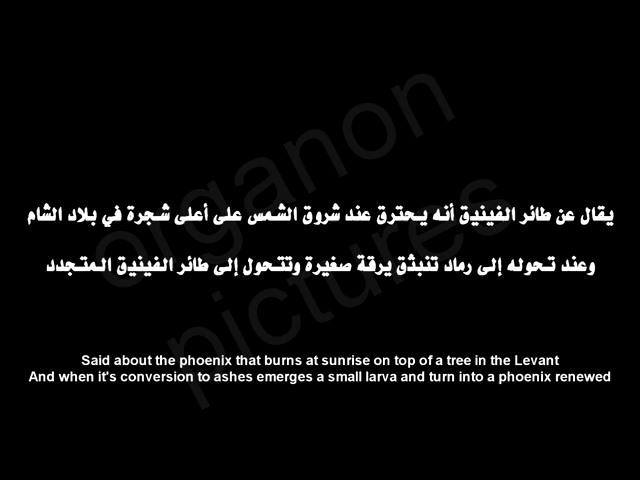 organon
pictures
يقال عن طائر الفينيق أنه يحترق عند شروق الشمس على أعلى شجرة في بلاد الشام
وعند تحوله إلى رماد تنبثق يرقة صغيرة وتتحول إلى طائر الفينيق المتجدد
Said about the phoenix that burns at sunrise on top of a tree in the Levant
And when it's conversion to ashes emerges a small larva and turn into a phoenix renewed